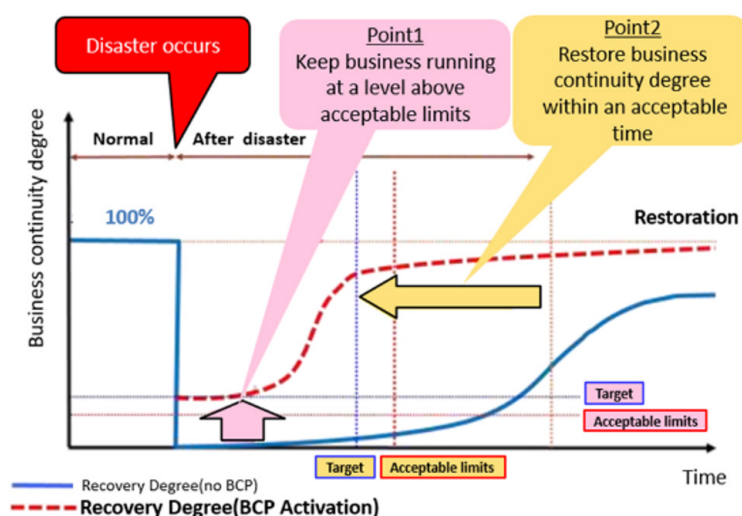 Disaster occurs
Point1
Keep business running
at a level above
acceptable limits
Point2
Restore business
continuity degree
within an acceptable
time
Normal
After disaster
Business continuity degree
100%
Restoration
Target
Acceptable limits
Target
Acceptable limits
Time
Recovery Degree(no BCP)
Recovery Degree(BCP Activation)